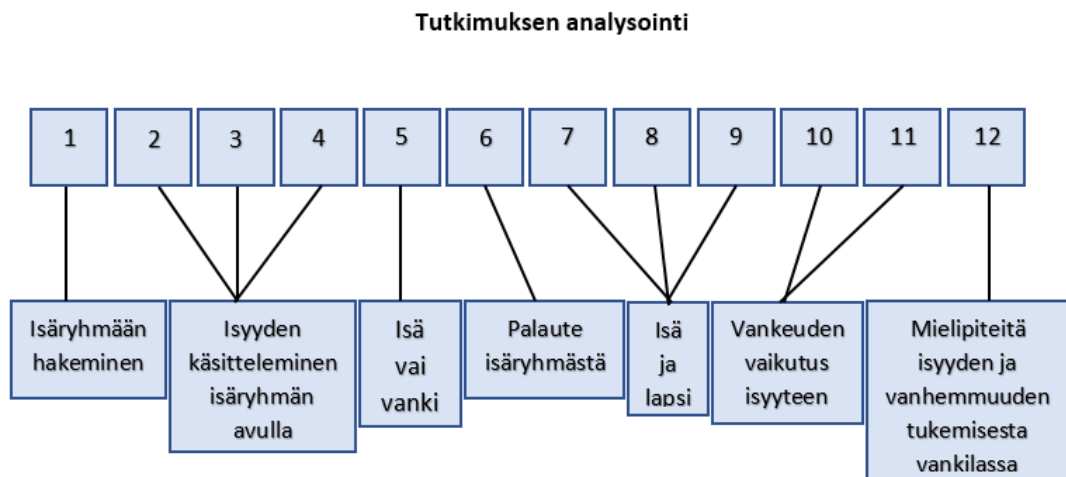 Tutkimuksen analysointi
1 2 3 4 5 6 7 8 9 10 11 12
Isäryhmään
hakeminen
Isyyden
käsitteleminen
isäryhmän
avulla
Isä
vai
vanki
Palaute
isäryhmästä
Isä
ja
lapsi
Vankeuden
vaikutus
isyyteen
Mielipiteitä
isyyden ja
vanhemmuuden
tukemisesta
vankilassa